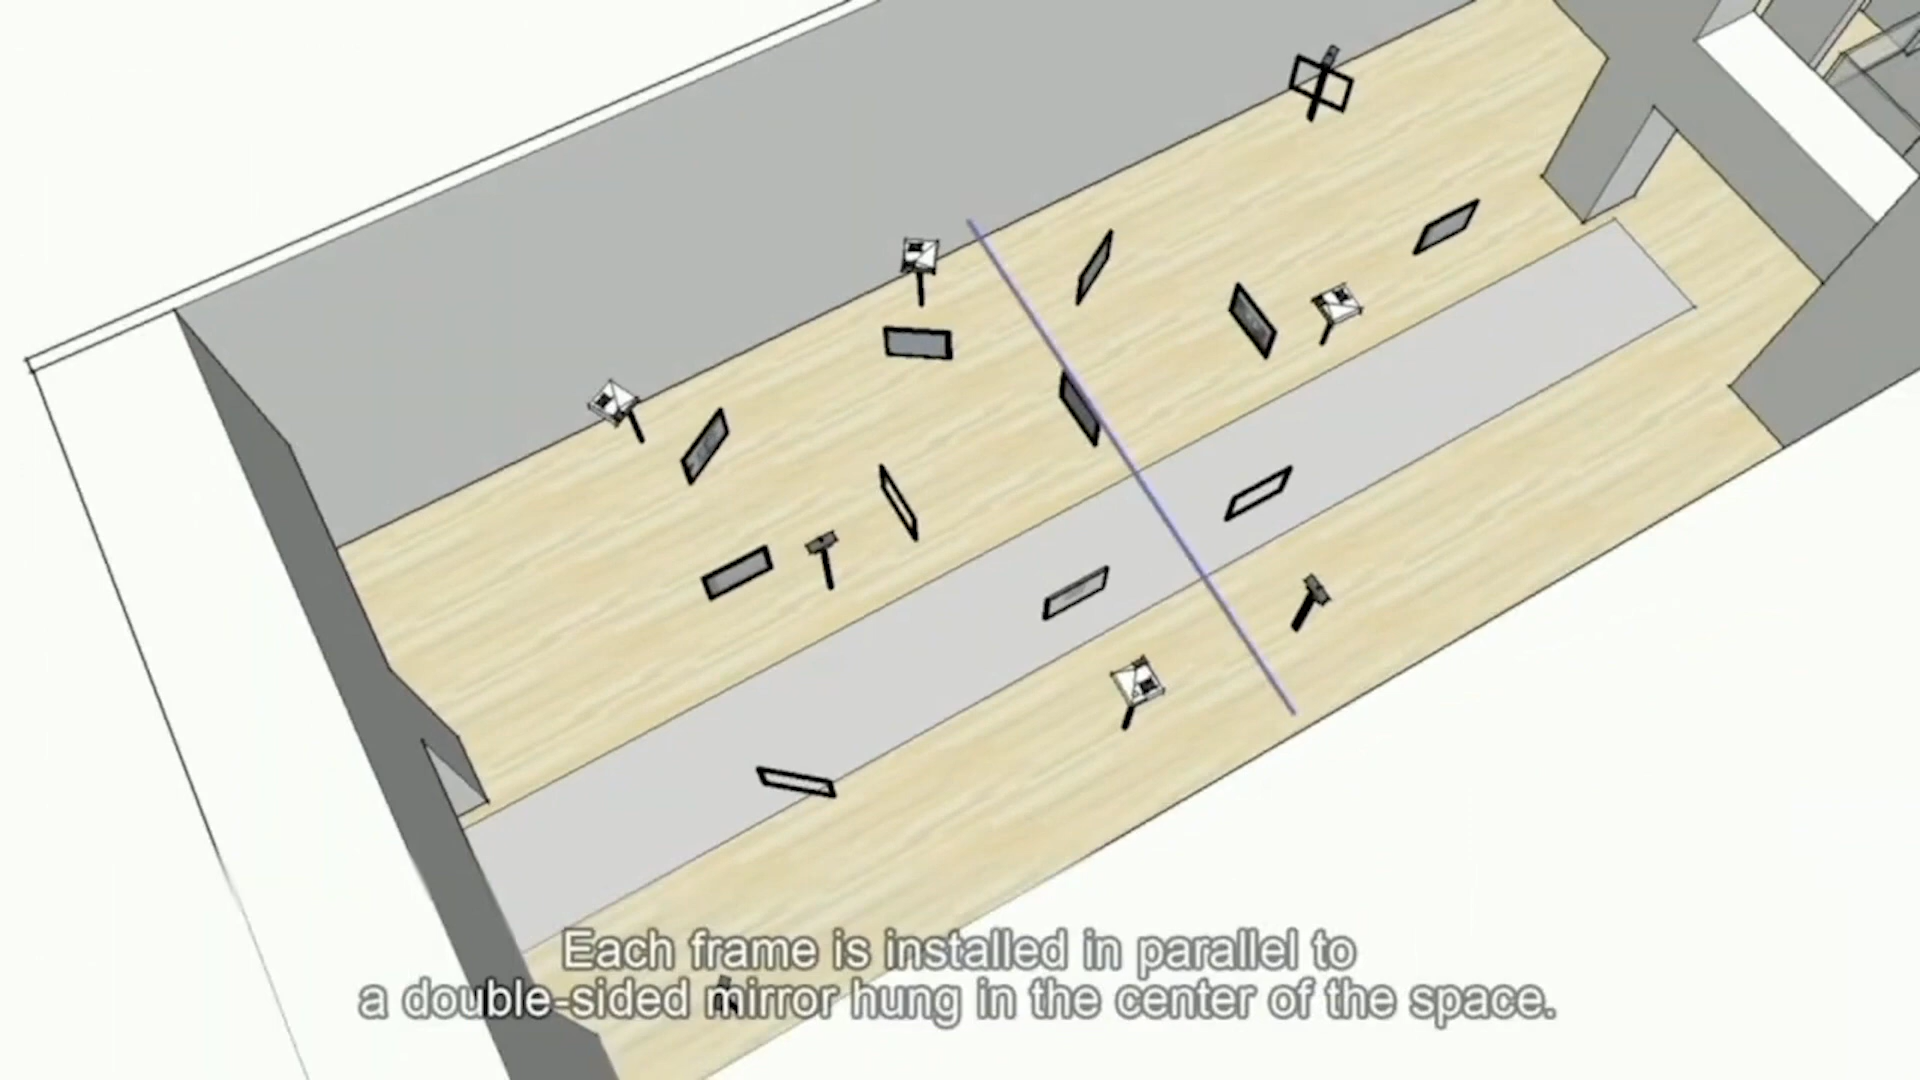 Each frame is installed in parallel to
a double-sided mirror hung in the center of the space.